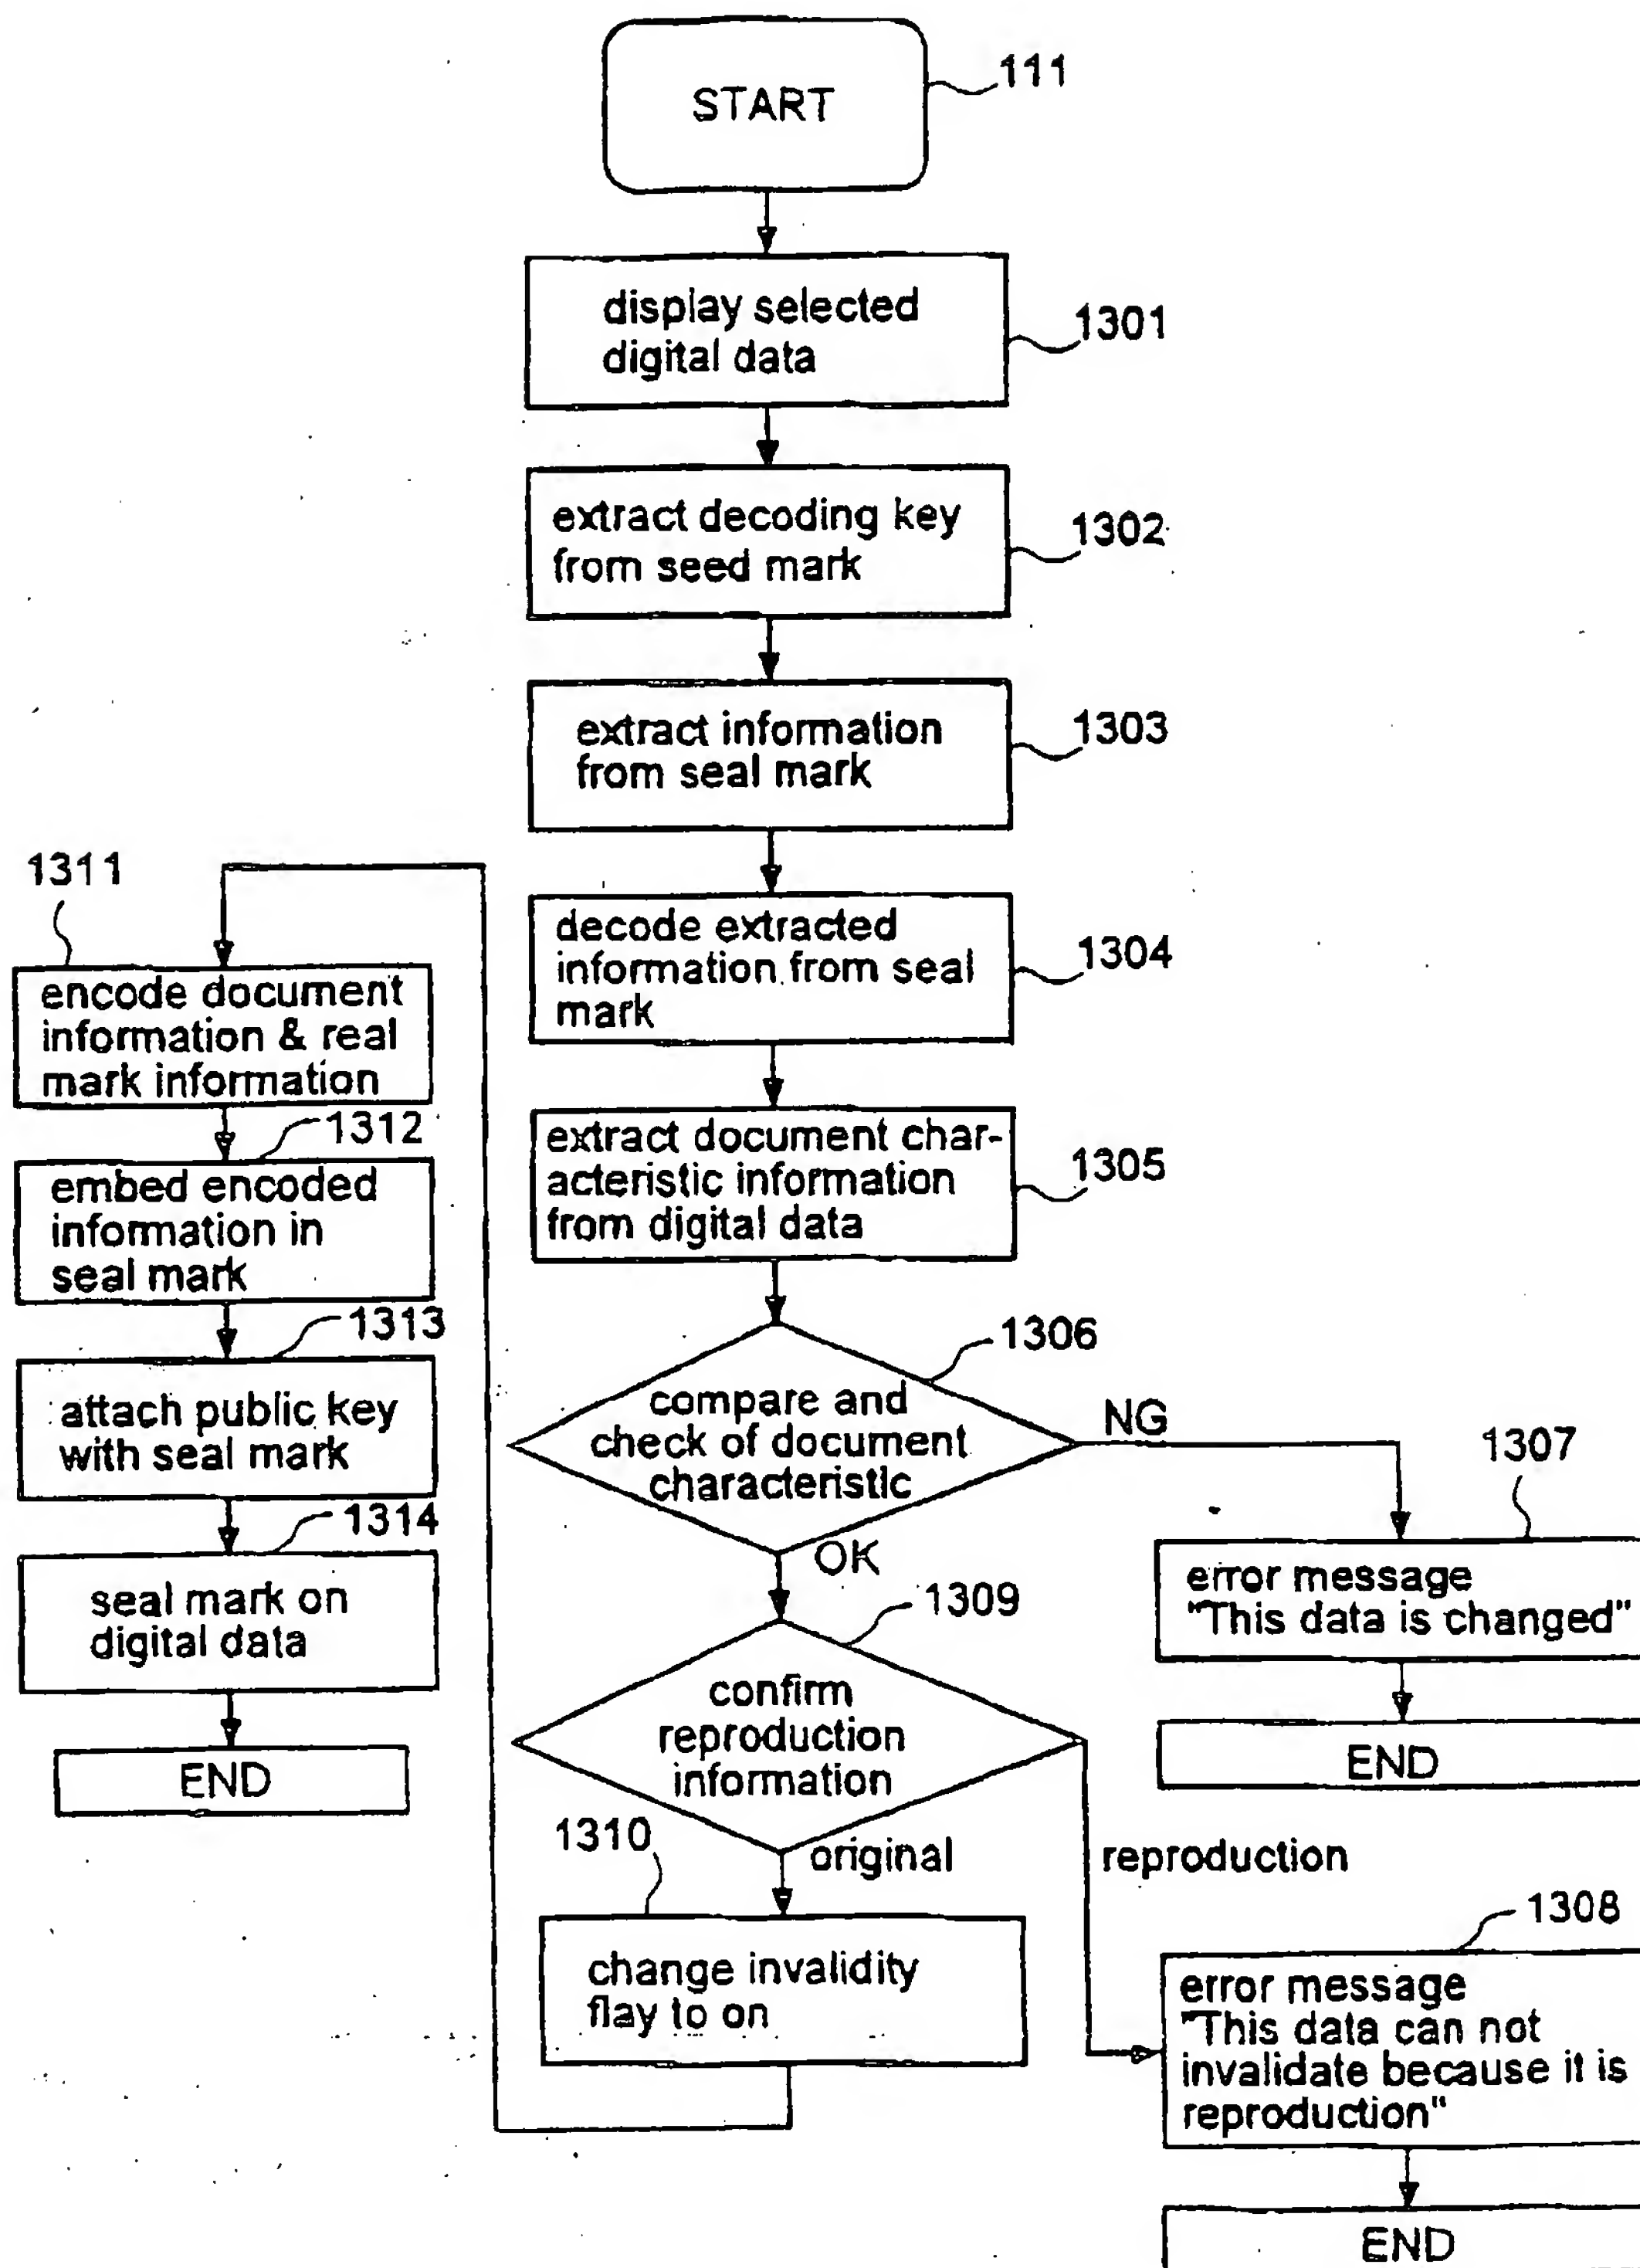 START
111
display selected
digital data
1301
extract decoding key
from seed mark
1302
extract information
from seal mark
1303
decode extracted
information from seal
mark
1304
extract document char-
acteristic information
from digital data
1305
compare and
check of document
characteristic
1306
NG
OK
error message
"This data is changed"
1307
END
confirm
reproduction
information
1309
original
reproduction
error message
"This data can not
invalidate because it is
reproduction"
1308
END
change invalidity
flay to on
1310
1311
encode document
information & real
mark information
1312
embed encoded
information in
seal mark
1313
attach public key
with seal mark
1314
seal mark on
digital data
END